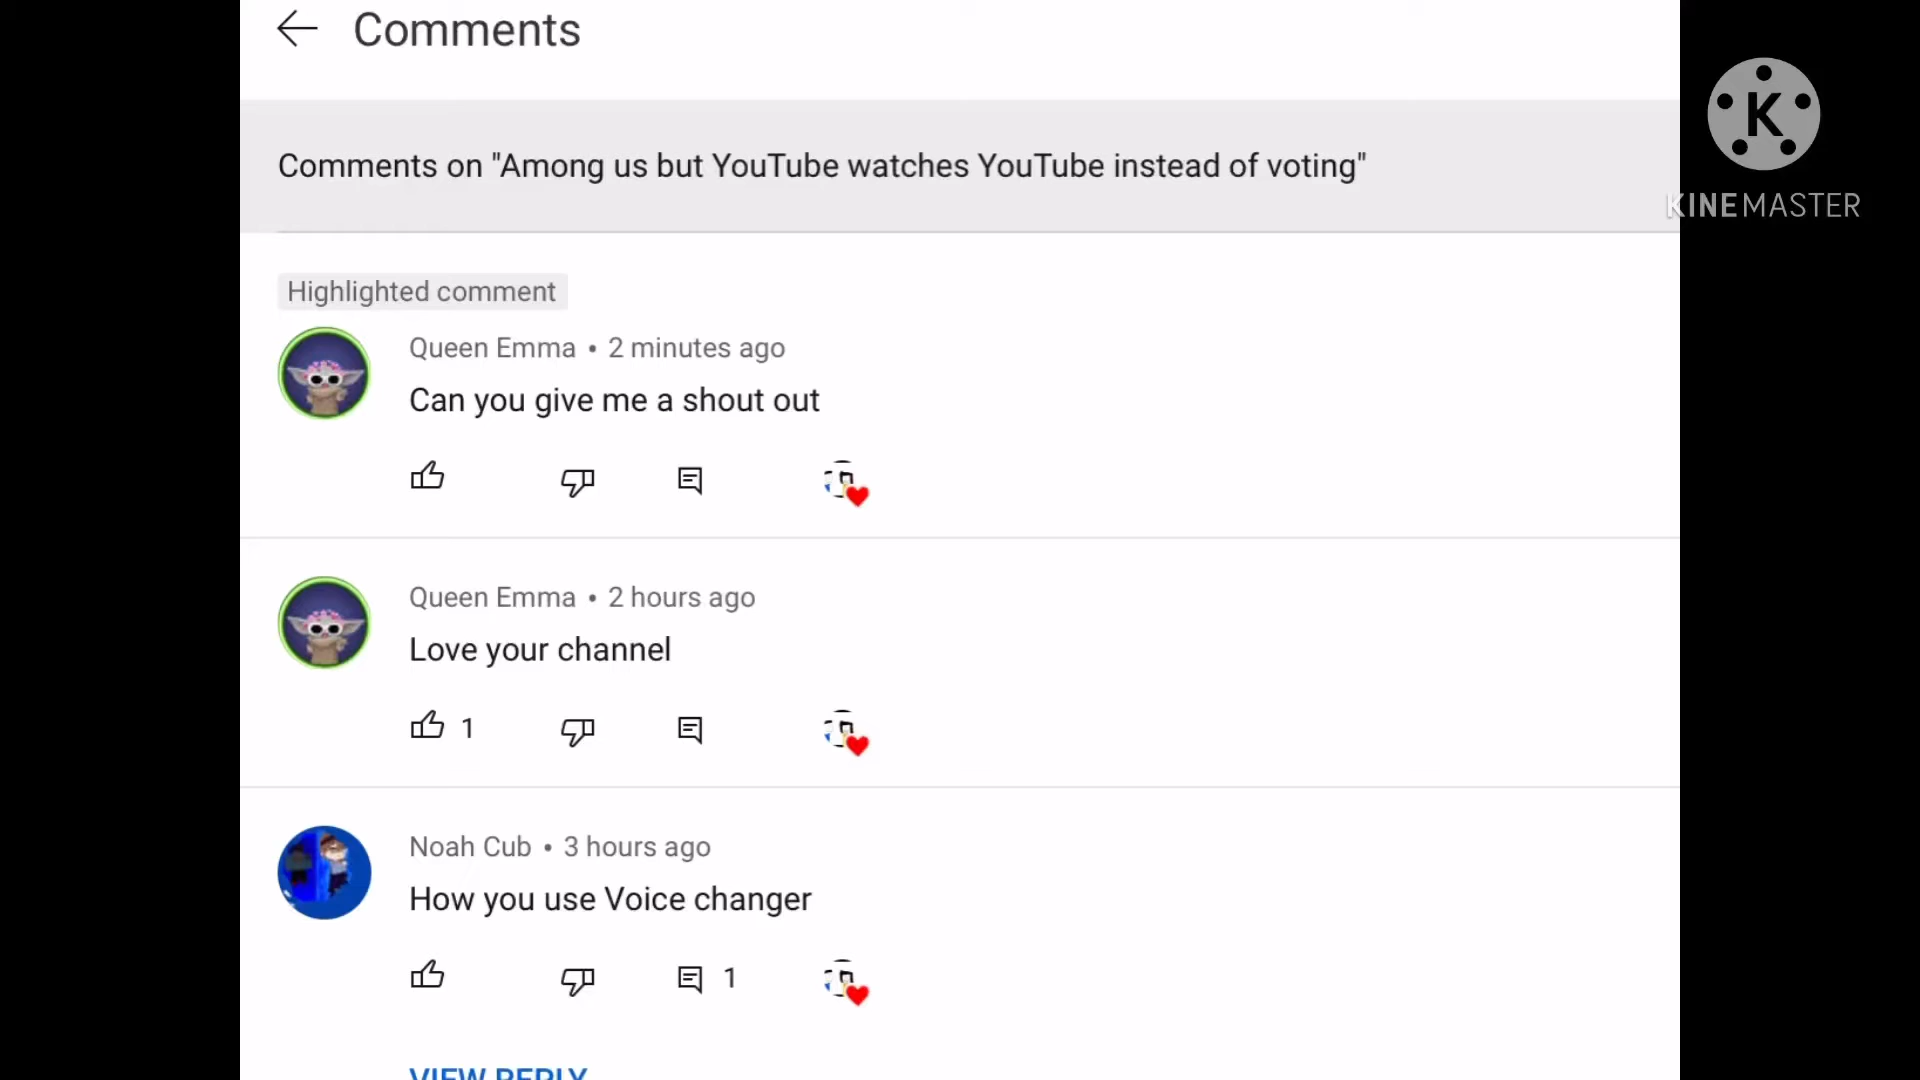 Comments
K
KINEMASTER
Comments on "Among us but YouTube watches YouTube instead of voting"
Highlighted comment
Queen Emma • 2 minutes ago
Can you give me a shout out
Queen Emma • 2 hours ago
Love your channel
1
Noah Cub • 3 hours ago
How you use Voice changer
1
VIEW REPLY